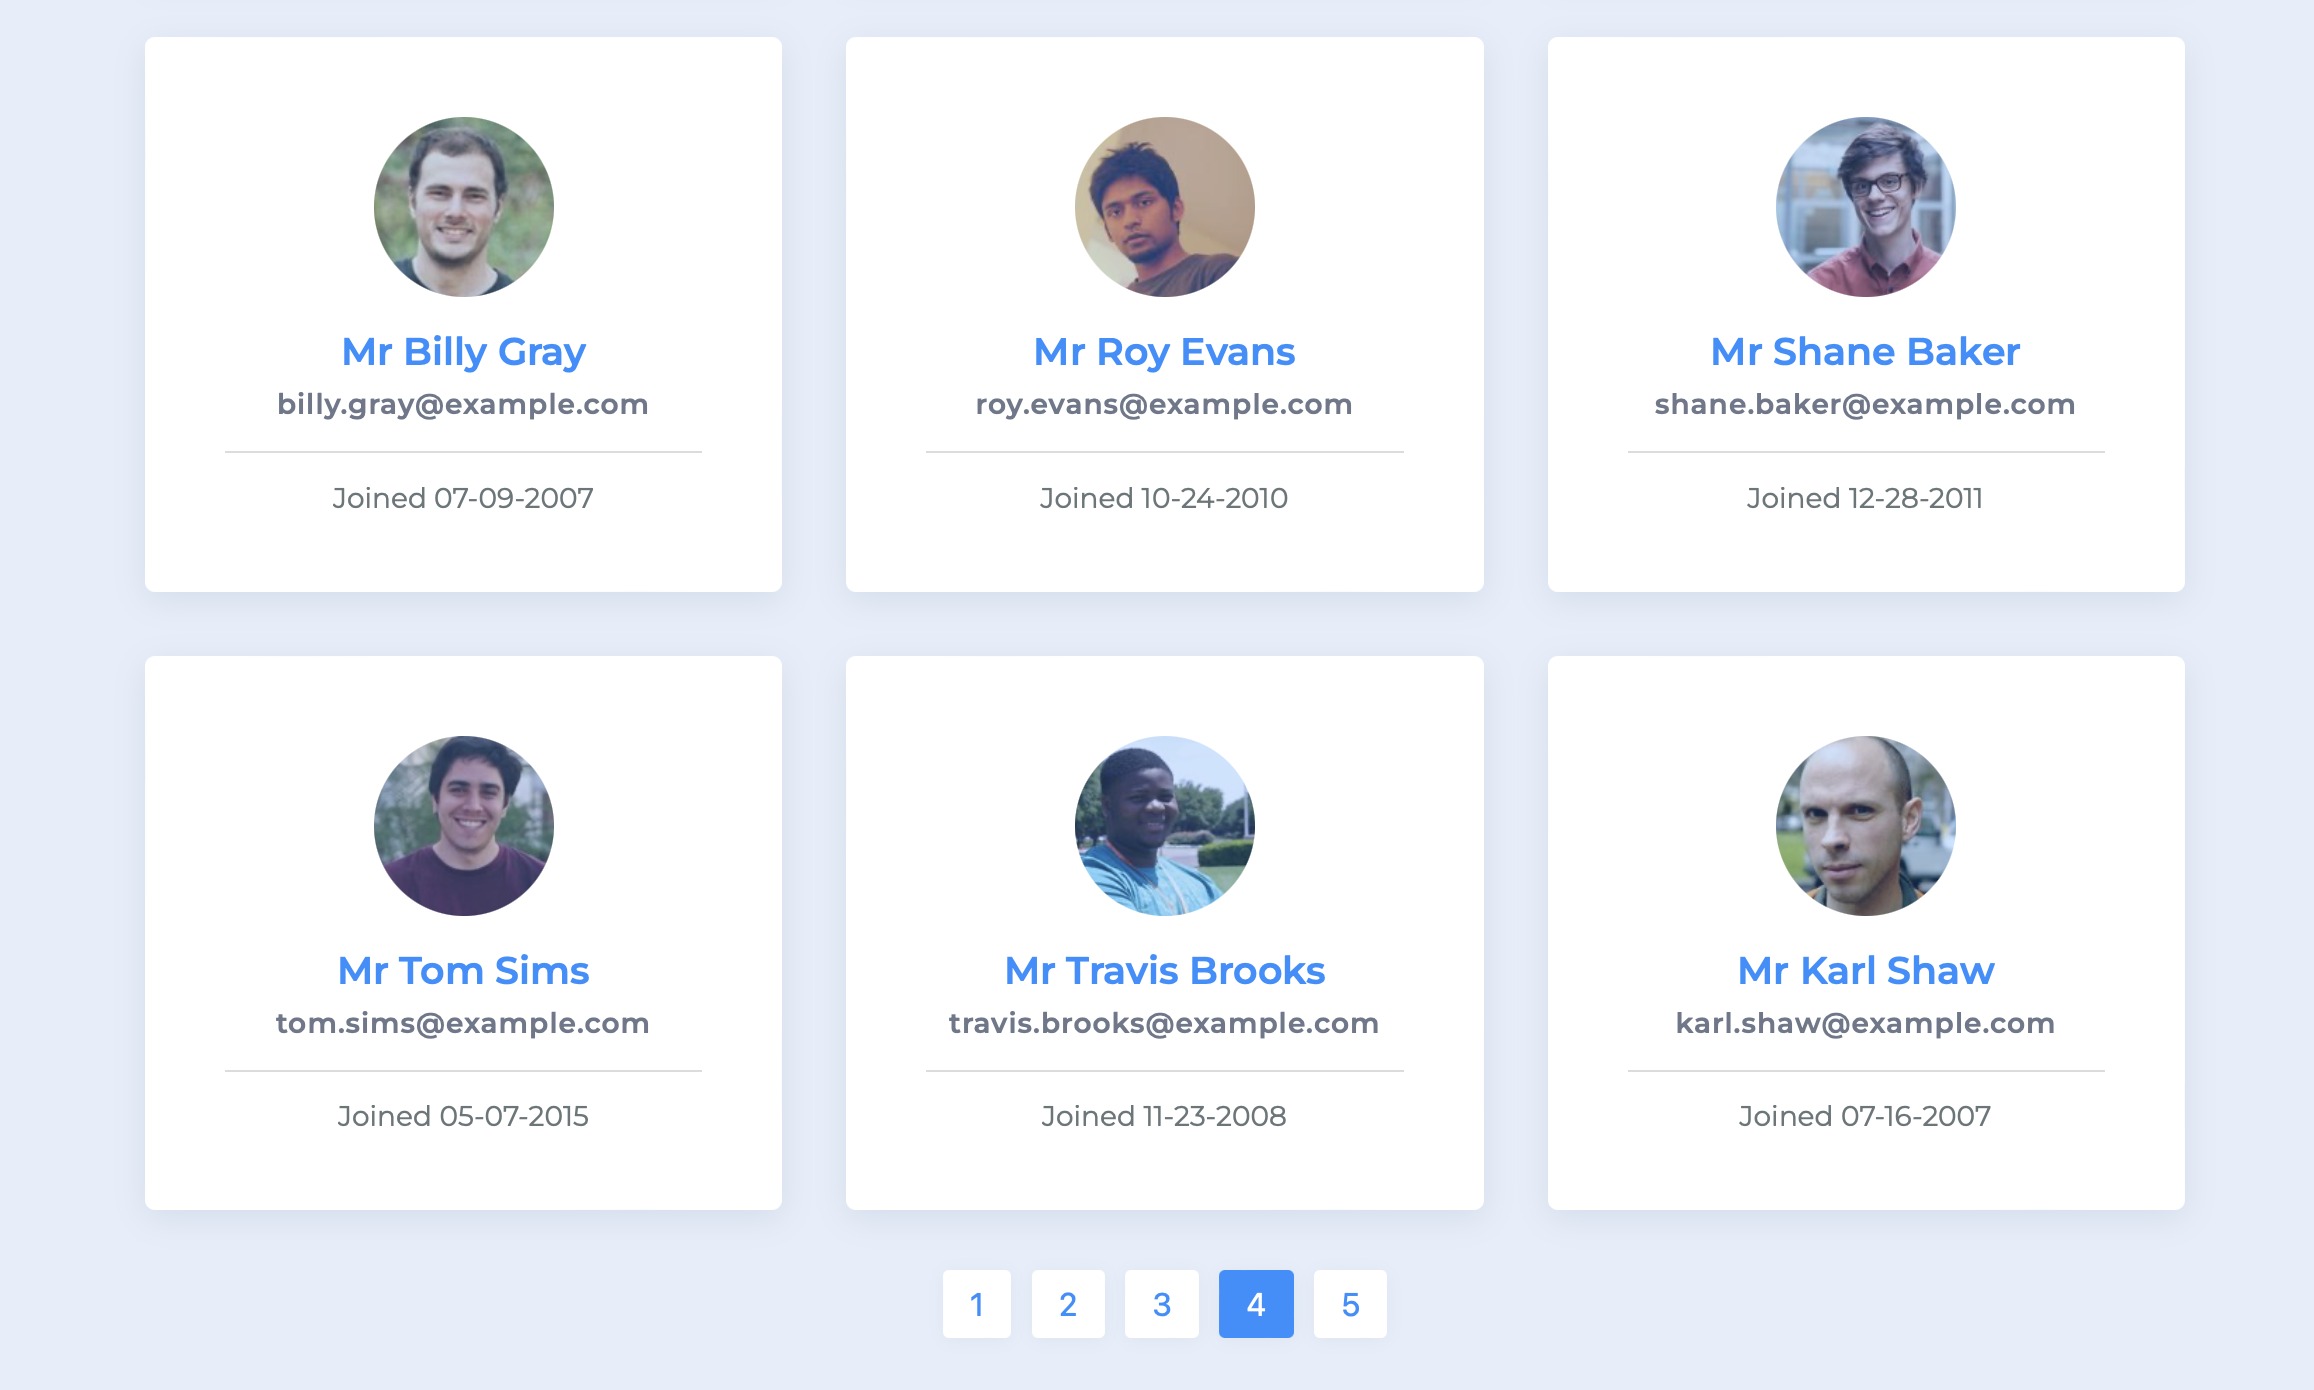 Mr Billy Gray
billy.gray@example.com
Joined 07-09-2007
Mr Roy Evans
roy.evans@example.com
Joined 10-24-2010
Mr Shane Baker
shane.baker@example.com
Joined 12-28-2011
Mr Tom Sims
tom.sims@example.com
Joined 05-07-2015
Mr Travis Brooks
travis.brooks@example.com
Joined 11-23-2008
Mr Karl Shaw
karl.shaw@example.com
Joined 07-16-2007
1 2 3 4 5